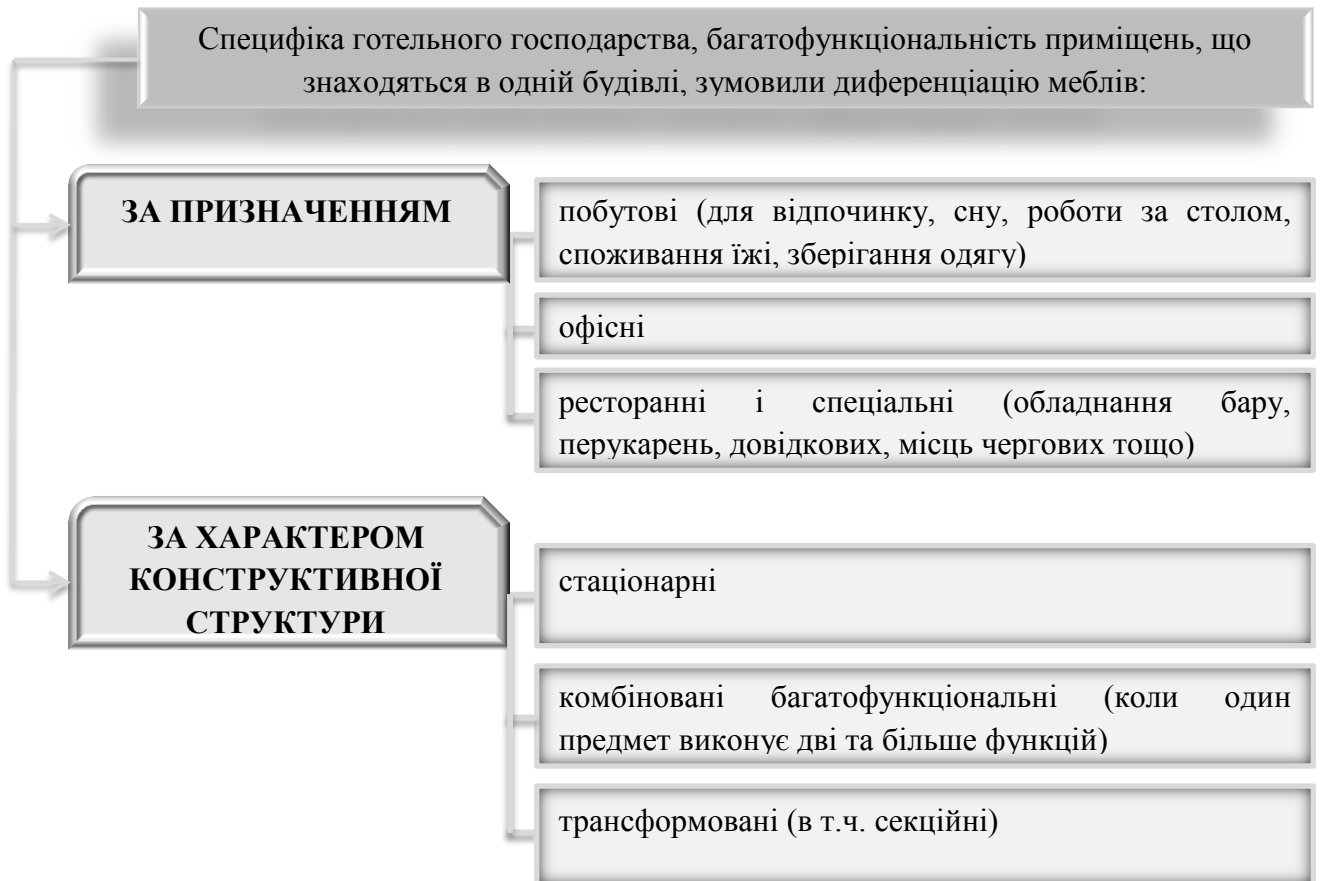 Специфіка готельного господарства, багатофункціональність приміщень, що
знаходяться в одній будівлі, зумовили диференціацію меблів:
ЗА ПРИЗНАЧЕННЯМ
побутові (для відпочинку, сну, роботи за столом,
споживання їжі, зберігання одягу)
офісні
ресторанні і спеціальні (обладнання бару,
перукарень, довідкових, місць чергових тощо)
ЗА ХАРАКТЕРОМ
КОНСТРУКТИВНОЇ
СТРУКТУРИ
стаціонарні
комбіновані багатофункціональні (коли один
предмет виконує дві та більше функцій)
трансформовані (в т.ч. секційні)